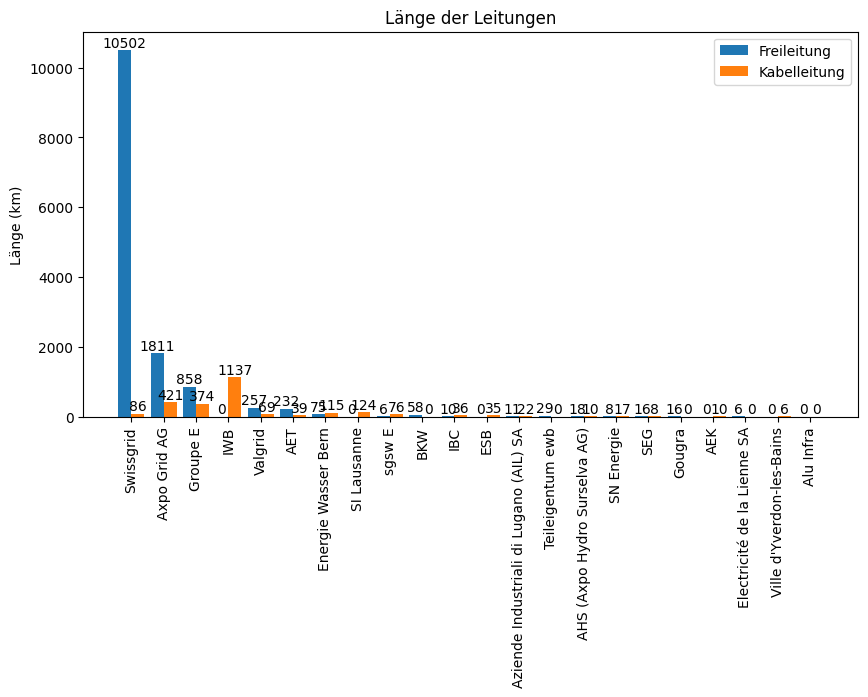 Länge der Leitungen
Freileitung
Kabelleitung
Länge (km)
10000
8000
6000
4000
2000
0
10502
86
1811
421
858
374
0
1137
257
69
232
39
75
115
0
124
6
76
58
0
10
36
0
35
11
22
29
0
18
10
8
17
16
8
16
0
0
10
6
0
0
6
0
0
Swissgrid
Axpo Grid AG
Groupe E
IWB
Valgrid
AET
Energie Wasser Bern
SI Lausanne
sgsw E
BKW
IBC
ESB
Aziende Industriali di Lugano (AIL) SA
Teileigentum ewb
AHS (Axpo Hydro Surselva AG)
SN Energie
SEG
Gougra
AEK
Electricité de la Lienne SA
Ville d'Yverdon-les-Bains
Alu Infra